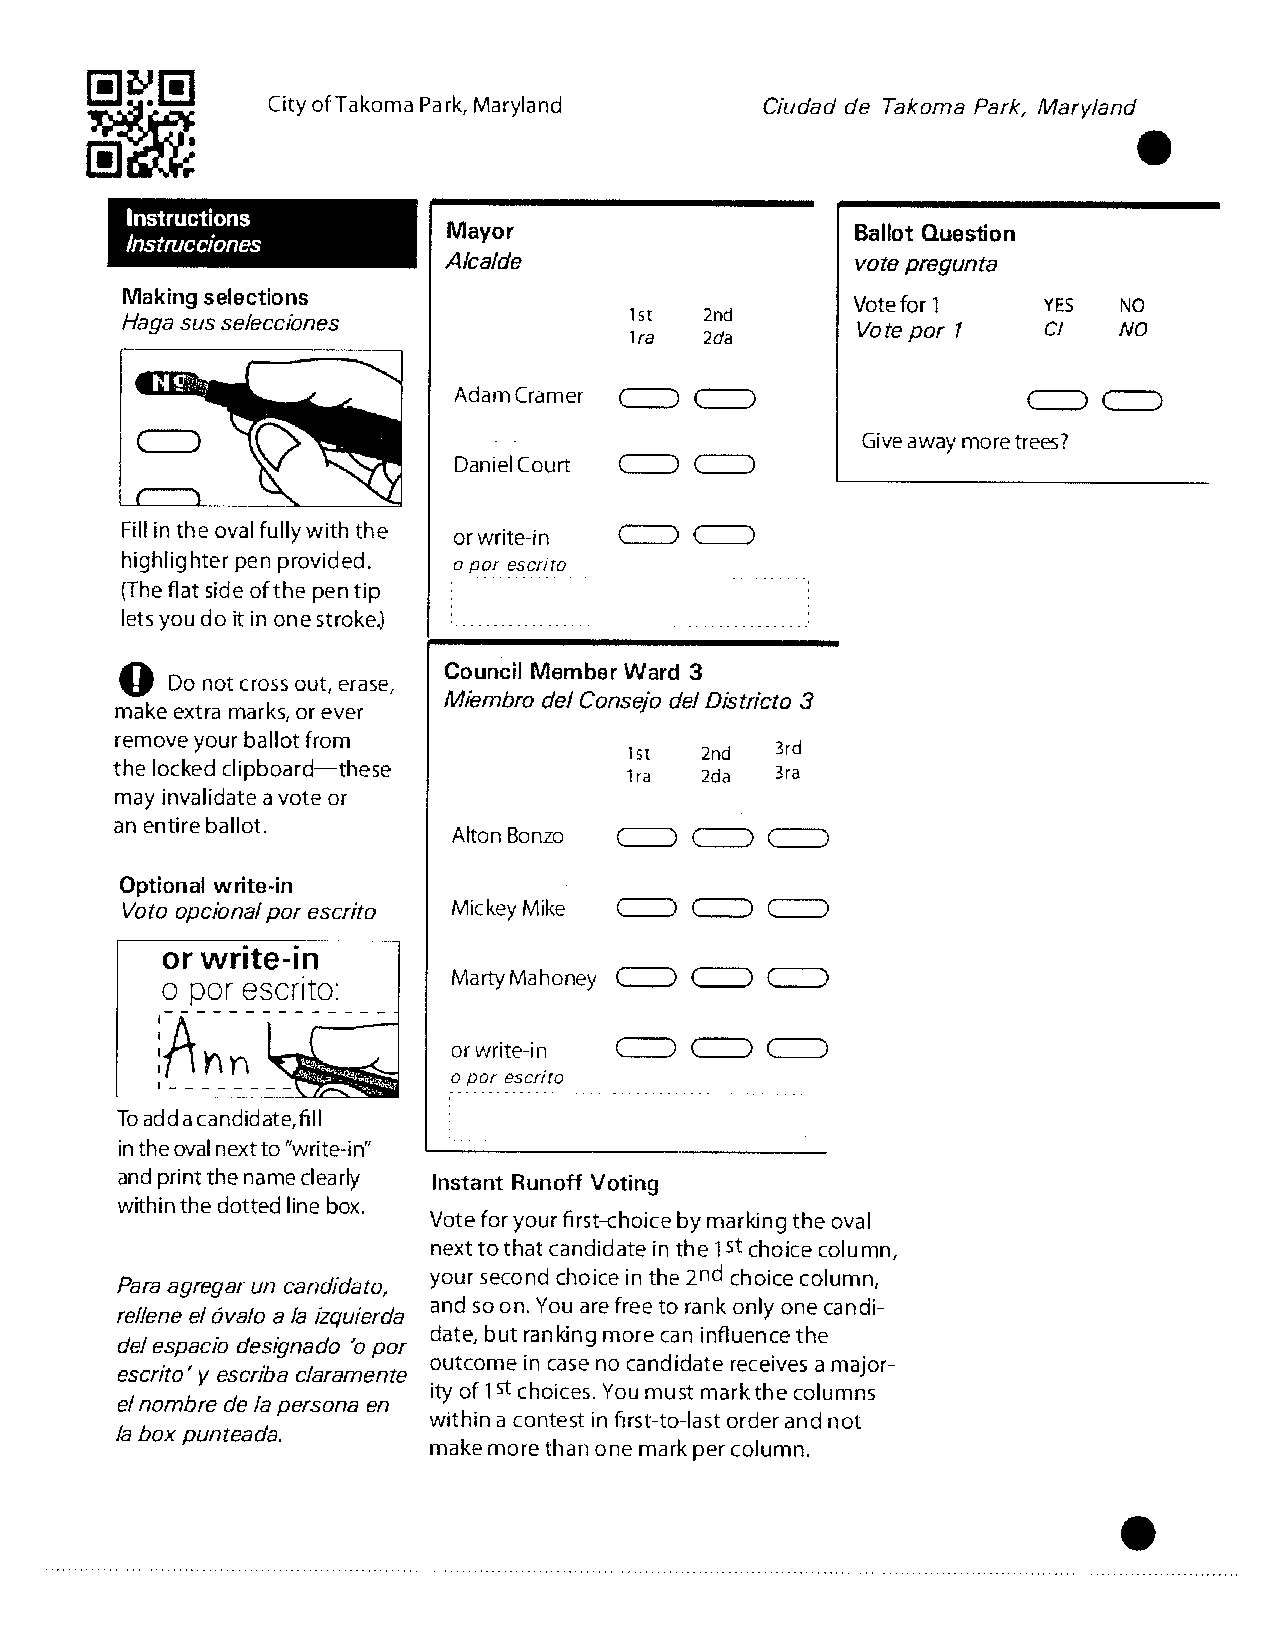 City of Takoma Park, Maryland
Ciudad de Takoma Park, Maryland
Instructions
Instrucciones
Making selections
Haga sus selecciones
NO
Fill in the oval fully with the
highlighter pen provided.
(The flat side of the pen tip
lets you do it in one stroke.)
Do not cross out, erase,
make extra marks, or ever
remove your ballot from
the locked clipboard—these
may invalidate a vote or
an entire ballot.
Optional write-in
Voto opcional por escrito
or write-in
o por escrito:
Ann L
To add a candidate, fill
in the oval next to "write-in"
and print the name clearly
within the dotted line box.
Para agregar un candidato,
rellene el óvalo a la izquierda
del espacio designado 'o por
escrito' y escriba claramente
el nombre de la persona en
la box punteada.
Mayor
Alcalde
1st 2nd
1ra 2da
Adam Cramer
Daniel Court
or write-in
o por escrito
Council Member Ward 3
Miembro del Consejo del Districto 3
1st 2nd 3rd
1ra 2da 3ra
Alton Bonzo
Mickey Mike
Marty Mahoney
or write-in
o por escrito
Instant Runoff Voting
Vote for your first-choice by marking the oval
next to that candidate in the 1st choice column,
your second choice in the 2nd choice column,
and so on. You are free to rank only one candi-
date, but ranking more can influence the
outcome in case no candidate receives a major-
ity of 1st choices. You must mark the columns
within a contest in first-to-last order and not
make more than one mark per column.
Ballot Question
vote pregunta
Vote for 1 YES NO
Vote por 1 CI NO
Give away more trees?